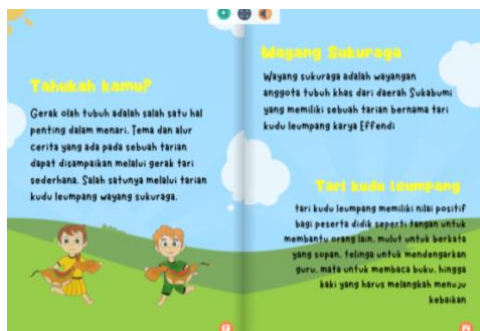 Tahukah kamu?
Gerak olah tubuh adalah salah satu hal
penting dalam menari. Tema dan alur
cerita yang ada pada sebuah tarian
dapat disampaikan melalui gerak tari
sederhana. Salah satunya melalui tarian
kudu leumpang wayang sukuraga.
13
Wayang Sukuraga
Wayang sukuraga adalah wayangan
anggota tubuh khas dari daerah Sukabumi
yang memiliki sebuah tarian bernama tari
kudu leumpang karya Effendi
Tari kudu leumpang
tari kudu leumpang memiliki nilai positif
bagi peserta didik seperti tangan untuk
membantu orang lain, mulut untuk berkata
yang sopan, telinga untuk mendengarkan
guru, mata untuk membaca buku, hingga
kaki yang harus melangkah menuju
kebaikan
14